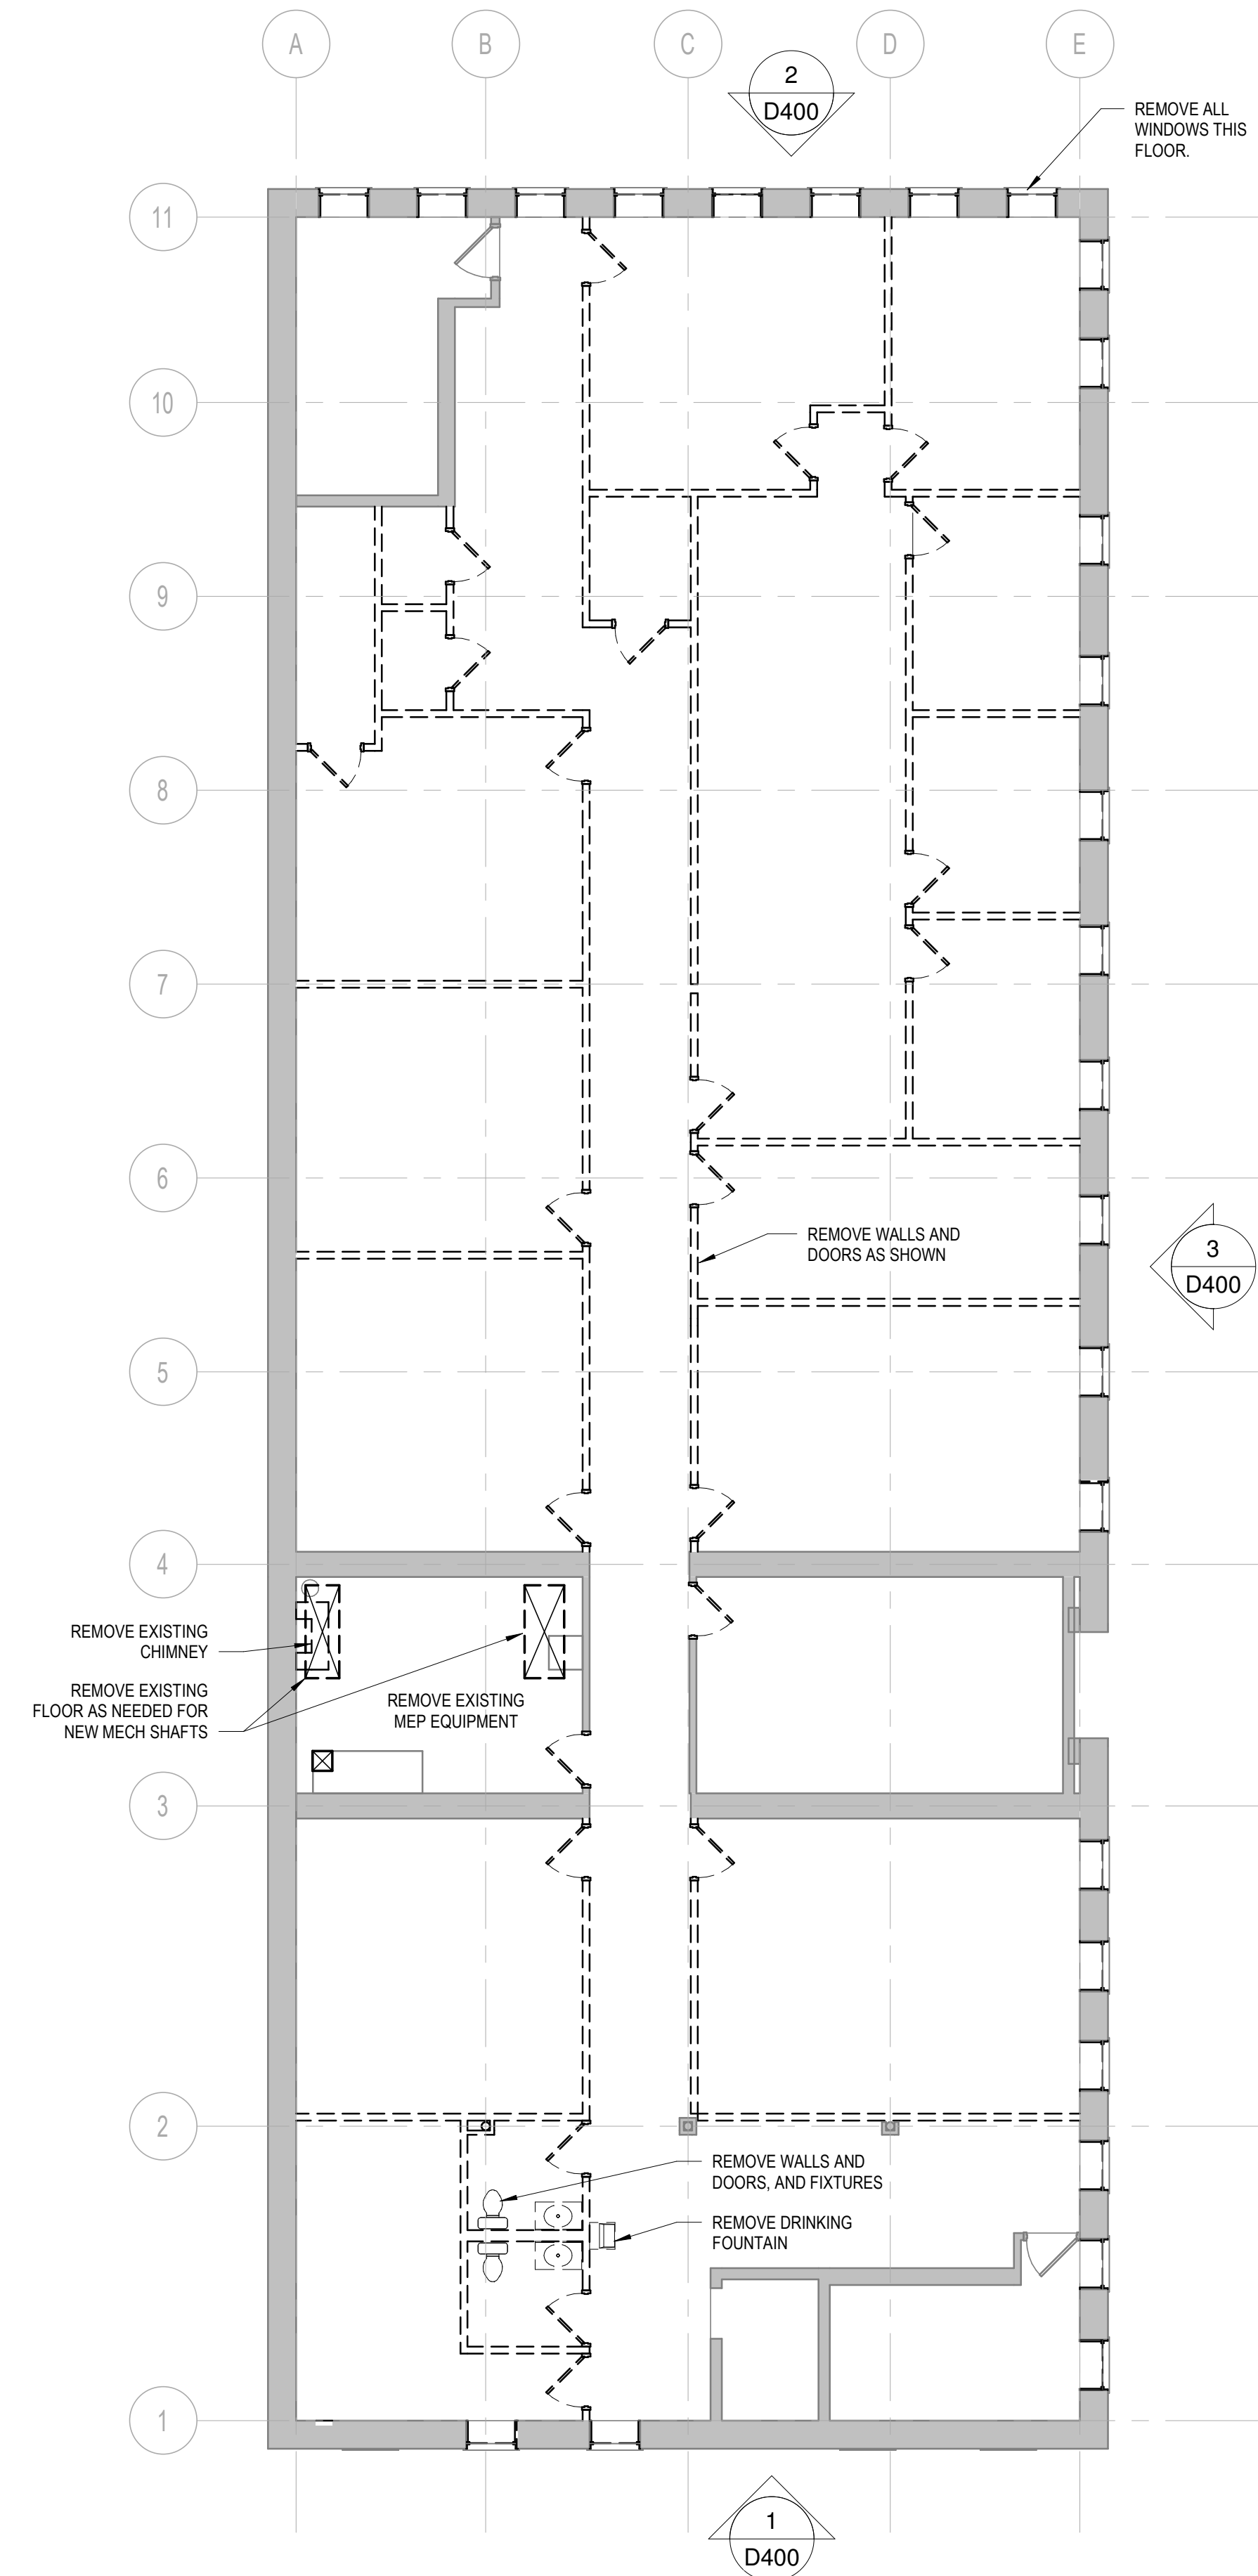 A
B
C
D
E
2
D400
REMOVE ALL
WINDOWS THIS
FLOOR.
11
10
9
8
7
6
REMOVE WALLS AND
DOORS AS SHOWN
3
D400
5
4
REMOVE EXISTING
CHIMNEY
REMOVE EXISTING
FLOOR AS NEEDED FOR
NEW MECH SHAFTS
REMOVE EXISTING
MEP EQUIPMENT
3
2
REMOVE WALLS AND
DOORS, AND FIXTURES
REMOVE DRINKING
FOUNTAIN
1
1
D400